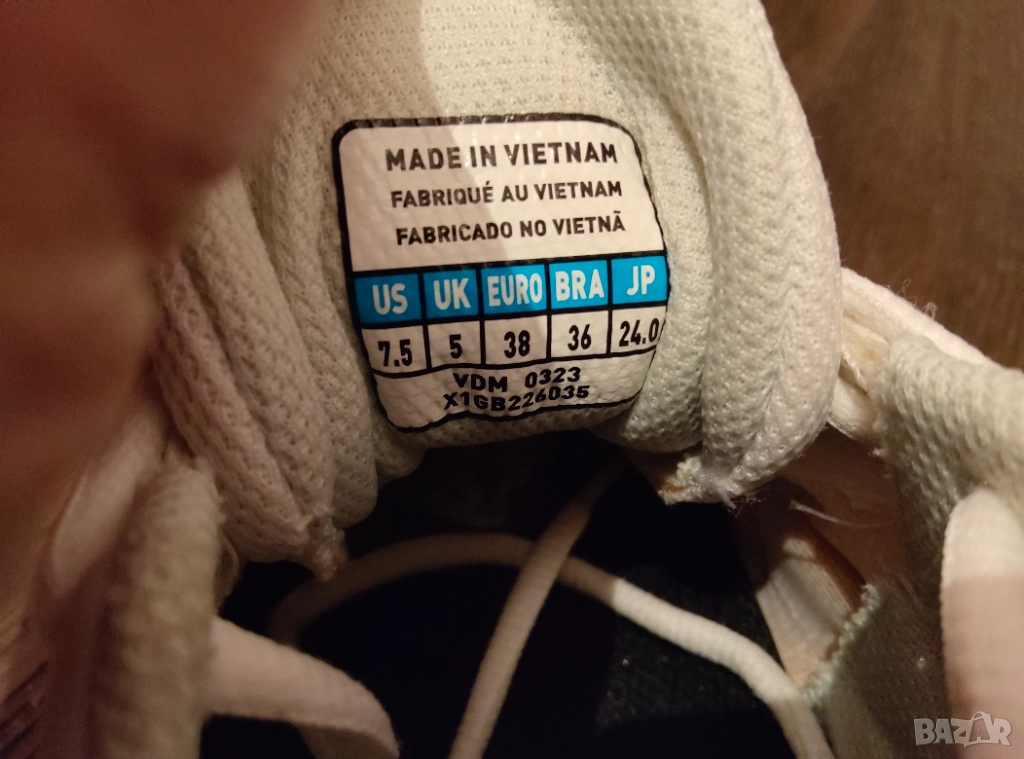 MADE IN VIETNAM
FABRIQUÉ AU VIETNAM
FABRICADO NO VIETNÃ
US UK EURO BRA JP
7.5 5 38 36 24.0
VDM 0323
X1GB226035
BAZAR